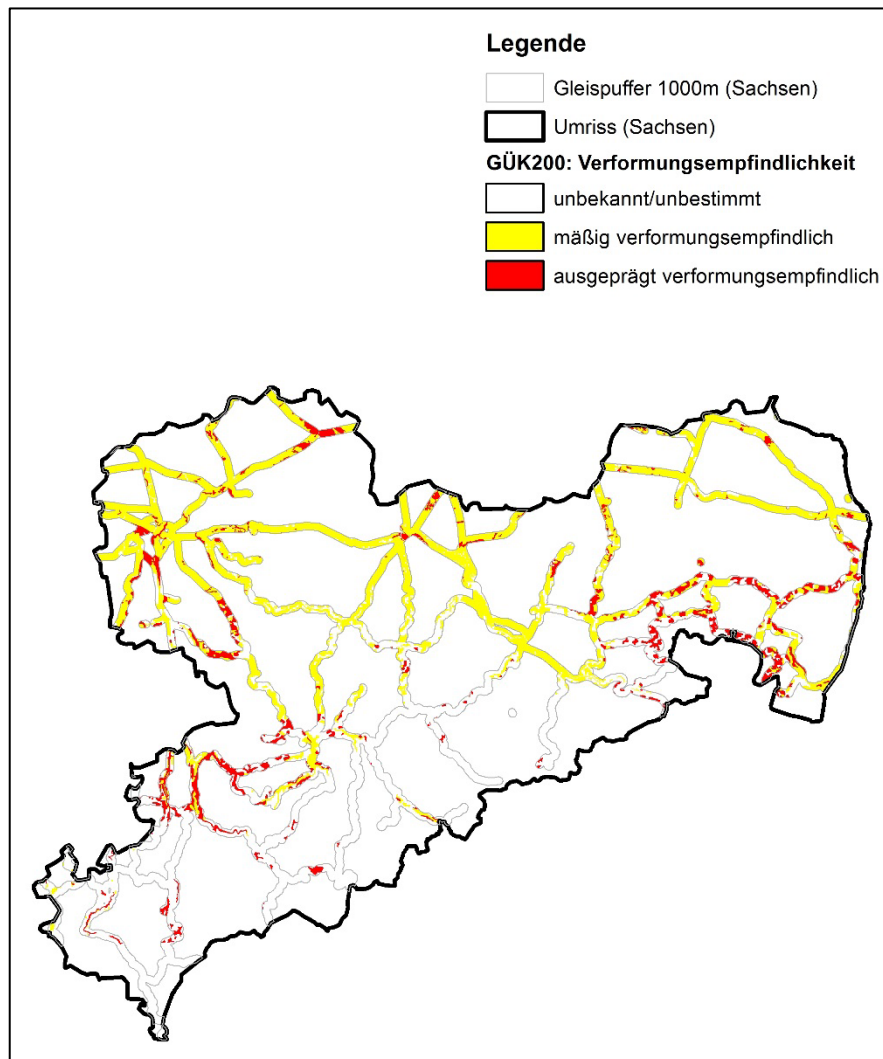 Legende
Gleispuffer 1000m (Sachsen)
Umriss (Sachsen)
GÜK200: Verformungsempfindlichkeit
unbekannt/unbestimmt
mäßig verformungsempfindlich
ausgeprägt verformungsempfindlich